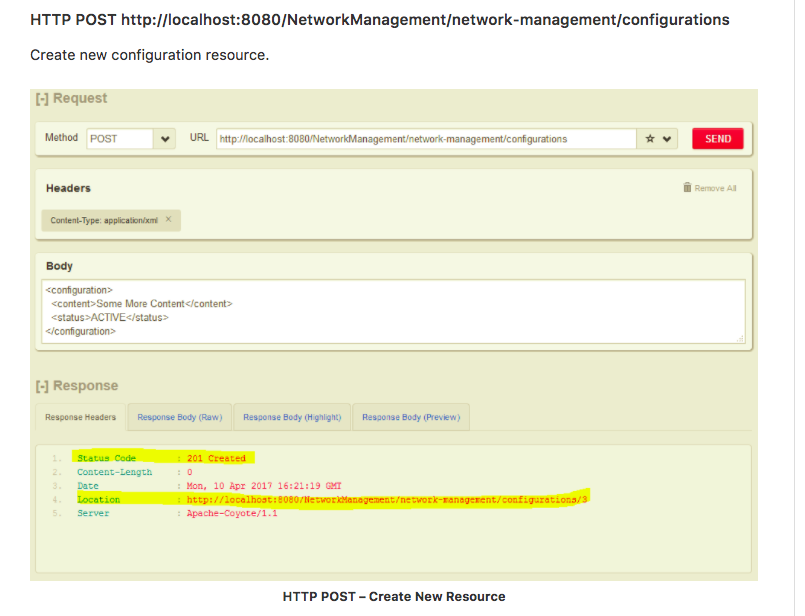 HTTP POST http://localhost:8080/NetworkManagement/network-management/configurations
Create new configuration resource.
[-] Request
Method POST URL http://localhost:8080/NetworkManagement/network-management/configurations SEND
Headers Remove All
Content-Type: application/xml ×
Body
<configuration>
<content>Some More Content</content>
<status>ACTIVE</status>
</configuration>
[-] Response
Response Headers Response Body (Raw) Response Body (Highlight) Response Body (Preview)
1. Status Code : 201 Created
2. Content-Length : 0
3. Date : Mon, 10 Apr 2017 16:21:19 GMT
4. Location : http://localhost:8080/NetworkManagement/network-management/configurations/3
5. Server : Apache-Coyote/1.1
HTTP POST – Create New Resource